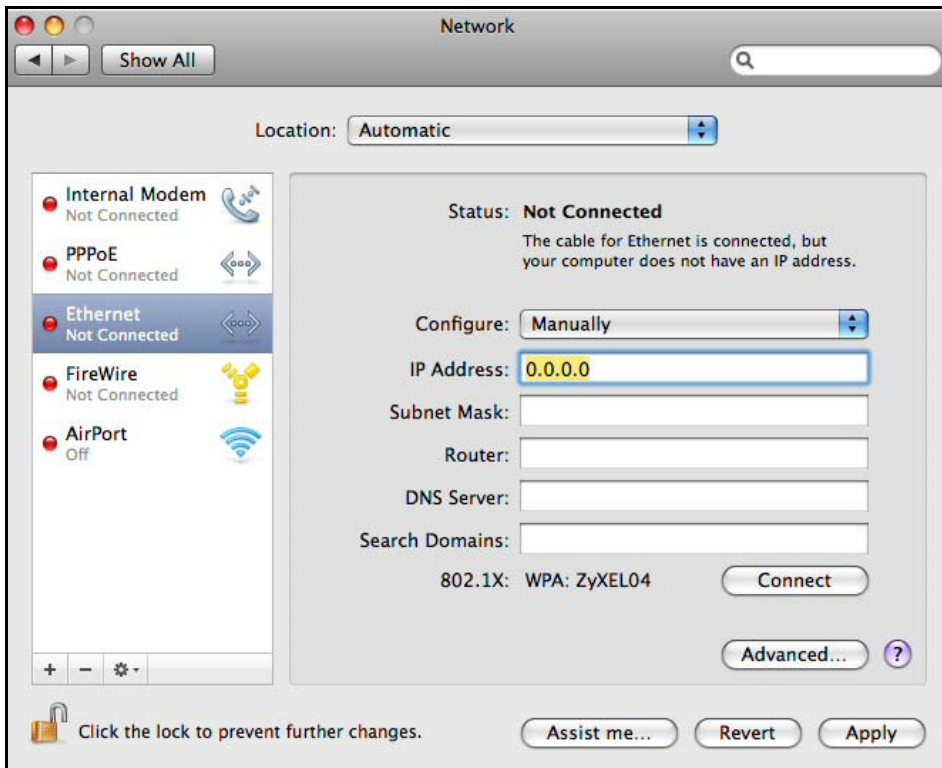 Network
Show All
Location: Automatic
Internal Modem
Not Connected
PPPoE
Not Connected
Ethernet
Not Connected
FireWire
Not Connected
AirPort
Off
Status: Not Connected
The cable for Ethernet is connected, but
your computer does not have an IP address.
Configure: Manually
IP Address: 0.0.0.0
Subnet Mask:
Router:
DNS Server:
Search Domains:
802.1X: WPA: ZyXEL04 Connect
Advanced... ?
+ −
Click the lock to prevent further changes.
Assist me... Revert Apply